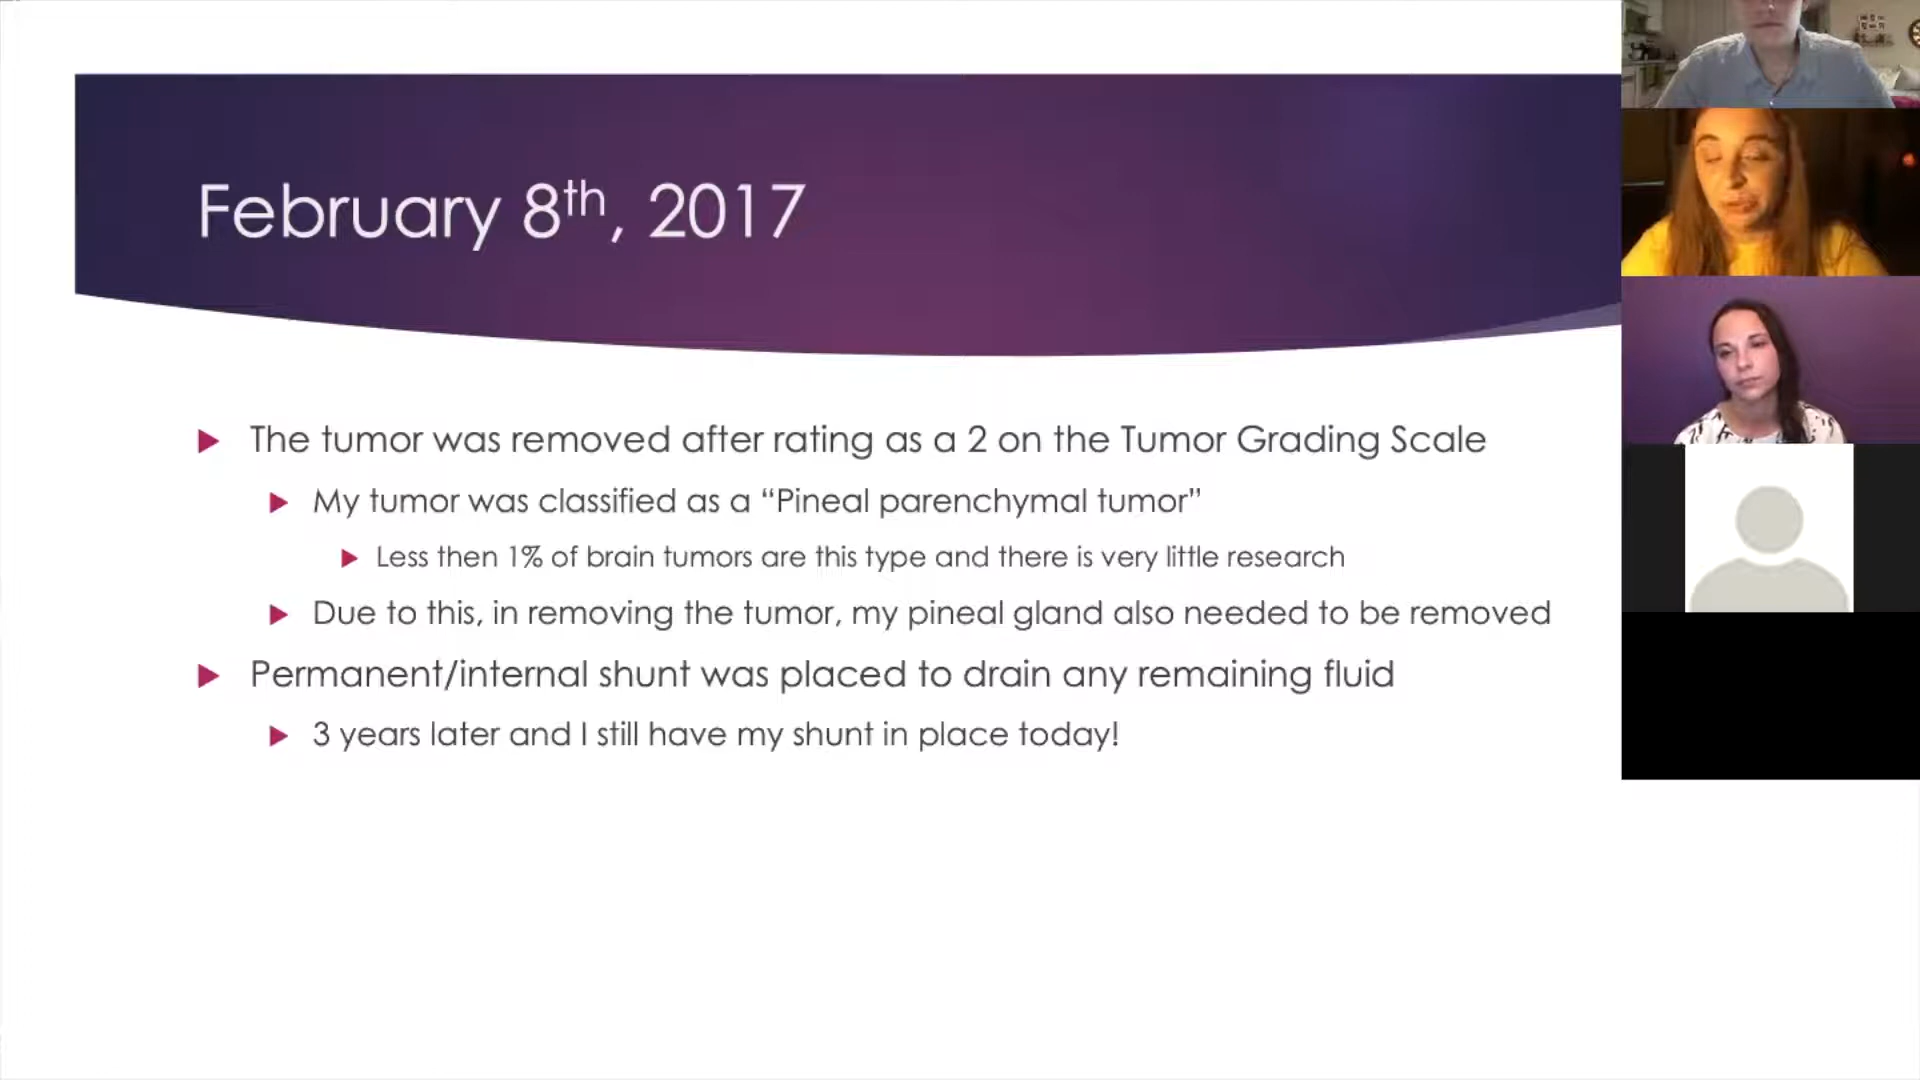 February 8th, 2017
The tumor was removed after rating as a 2 on the Tumor Grading Scale
My tumor was classified as a “Pineal parenchymal tumor”
Less then 1% of brain tumors are this type and there is very little research
Due to this, in removing the tumor, my pineal gland also needed to be removed
Permanent/internal shunt was placed to drain any remaining fluid
3 years later and I still have my shunt in place today!